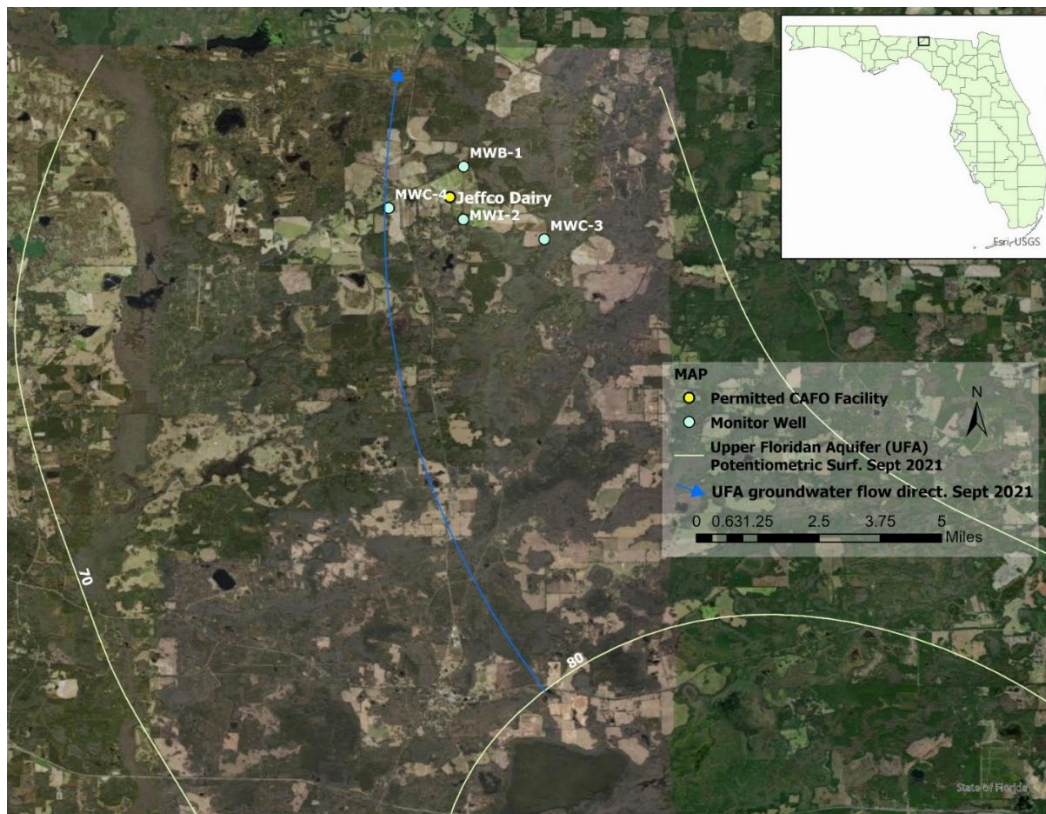 Esri, USGS
MWB-1
MWC-4
Jeffco Dairy
MWI-2
MWC-3
MAP
Permitted CAFO Facility
Monitor Well
Upper Floridan Aquifer (UFA)
Potentiometric Surf. Sept 2021
UFA groundwater flow direct. Sept 2021
N
0 0.631.25 2.5 3.75 5
Miles
70
80
State of Florida